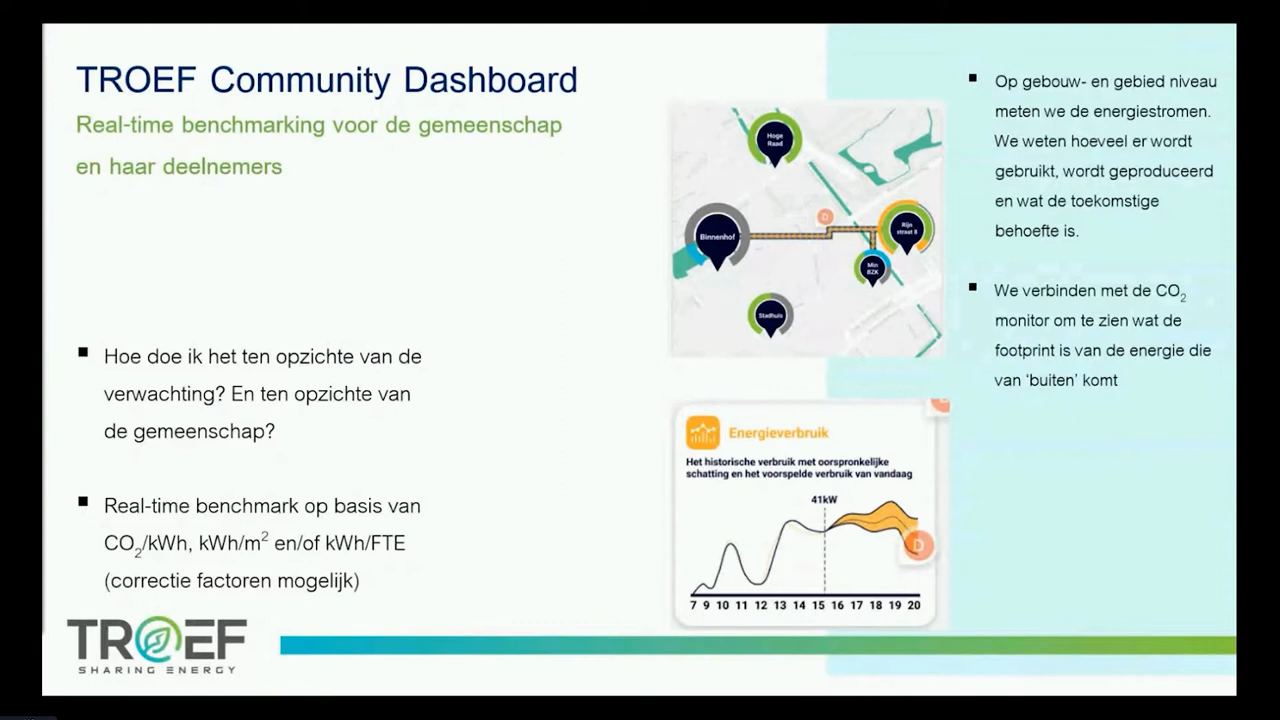 TROEF Community Dashboard
Real-time benchmarking voor de gemeenschap
en haar deelnemers
Hoe doe ik het ten opzichte van de
verwachting? En ten opzichte van
de gemeenschap?
Real-time benchmark op basis van
CO2/kWh, kWh/m2 en/of kWh/FTE
(correctie factoren mogelijk)
Hoge
Raad
Binnenhof
D
Rijn
straat 8
Min
BZK
Stadhuis
Energieverbruik
Het historische verbruik met oorspronkelijke
schatting en het voorspelde verbruik van vandaag
41kW
D
7 9 10 11 12 13 14 15 16 17 18 19 20
Op gebouw- en gebied niveau
meten we de energiestromen.
We weten hoeveel er wordt
gebruikt, wordt geproduceerd
en wat de toekomstige
behoefte is.
We verbinden met de CO2
monitor om te zien wat de
footprint is van de energie die
van ‘buiten’ komt
TROEF
SHARING ENERGY